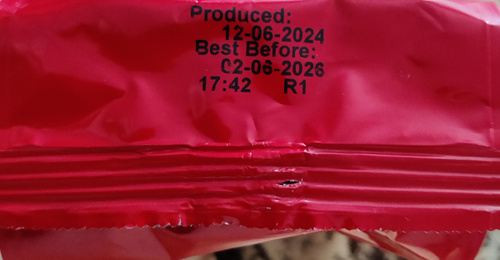 Produced:
12-06-2024
Best Before:
02-06-2026
17:42 R1